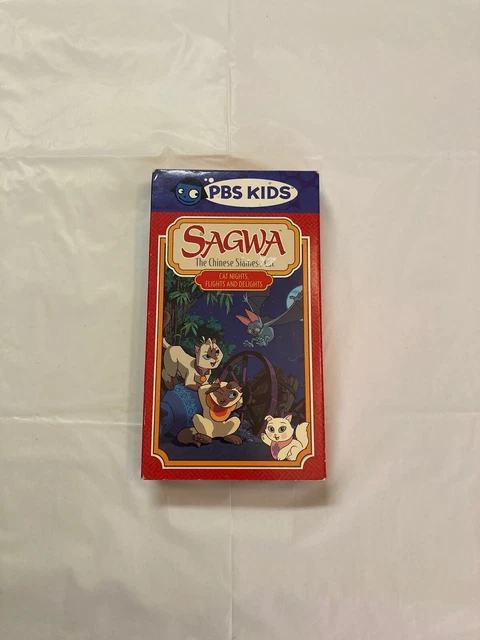 PBS KIDS
SAGWA
The Chinese Siamese Cat
CAT NIGHTS,
FLIGHTS AND DELIGHTS